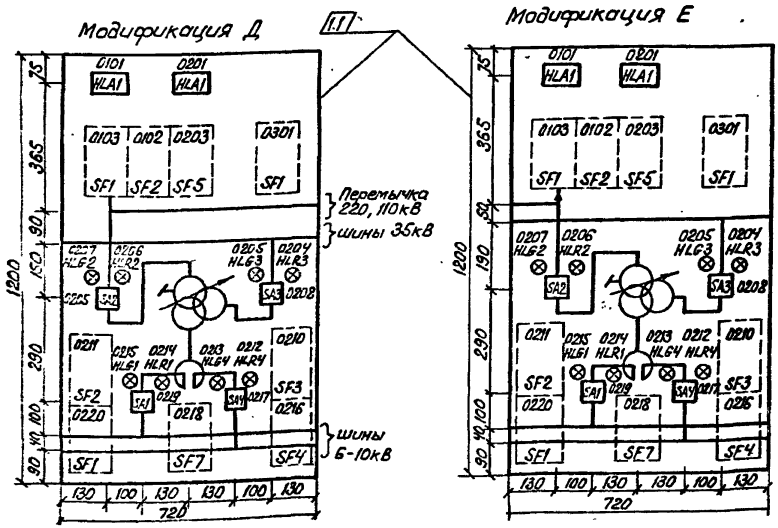 Модификация Д
1.1
Модификация Е
0101
HLA1
0201
HLA1
0103
0102
0203
0301
SF1
SF2
SF5
SF1
Перемычка
220, 110кВ
шины 35кВ
0207
HLG2
0206
HLR2
0205
HLG3
0204
HLR3
SA2
SA3
0208
0211
0215
HLG1
0214
HLR1
0213
HLG4
0212
HLR4
0210
SF2
SF3
SA1
0219
SA4
0217
0220
0218
0216
SF1
SF7
SF4
шины
6-10кВ
75
365
90
150
290
100
40
90
1200
130
100
130
130
100
130
720
0101
HLA1
0201
HLA1
0103
0102
0203
0301
SF1
SF2
SF5
SF1
0207
HLG2
0206
HLR2
0205
HLG3
0204
HLR3
SA2
SA3
0208
0211
0215
HLG1
0214
HLR1
0213
HLG4
0212
HLR4
0210
SF2
SF3
SA1
0219
SA4
0217
0220
0218
0216
SF1
SF7
SF4
75
365
190
290
100
40
90
1200
130
100
130
130
100
130
720